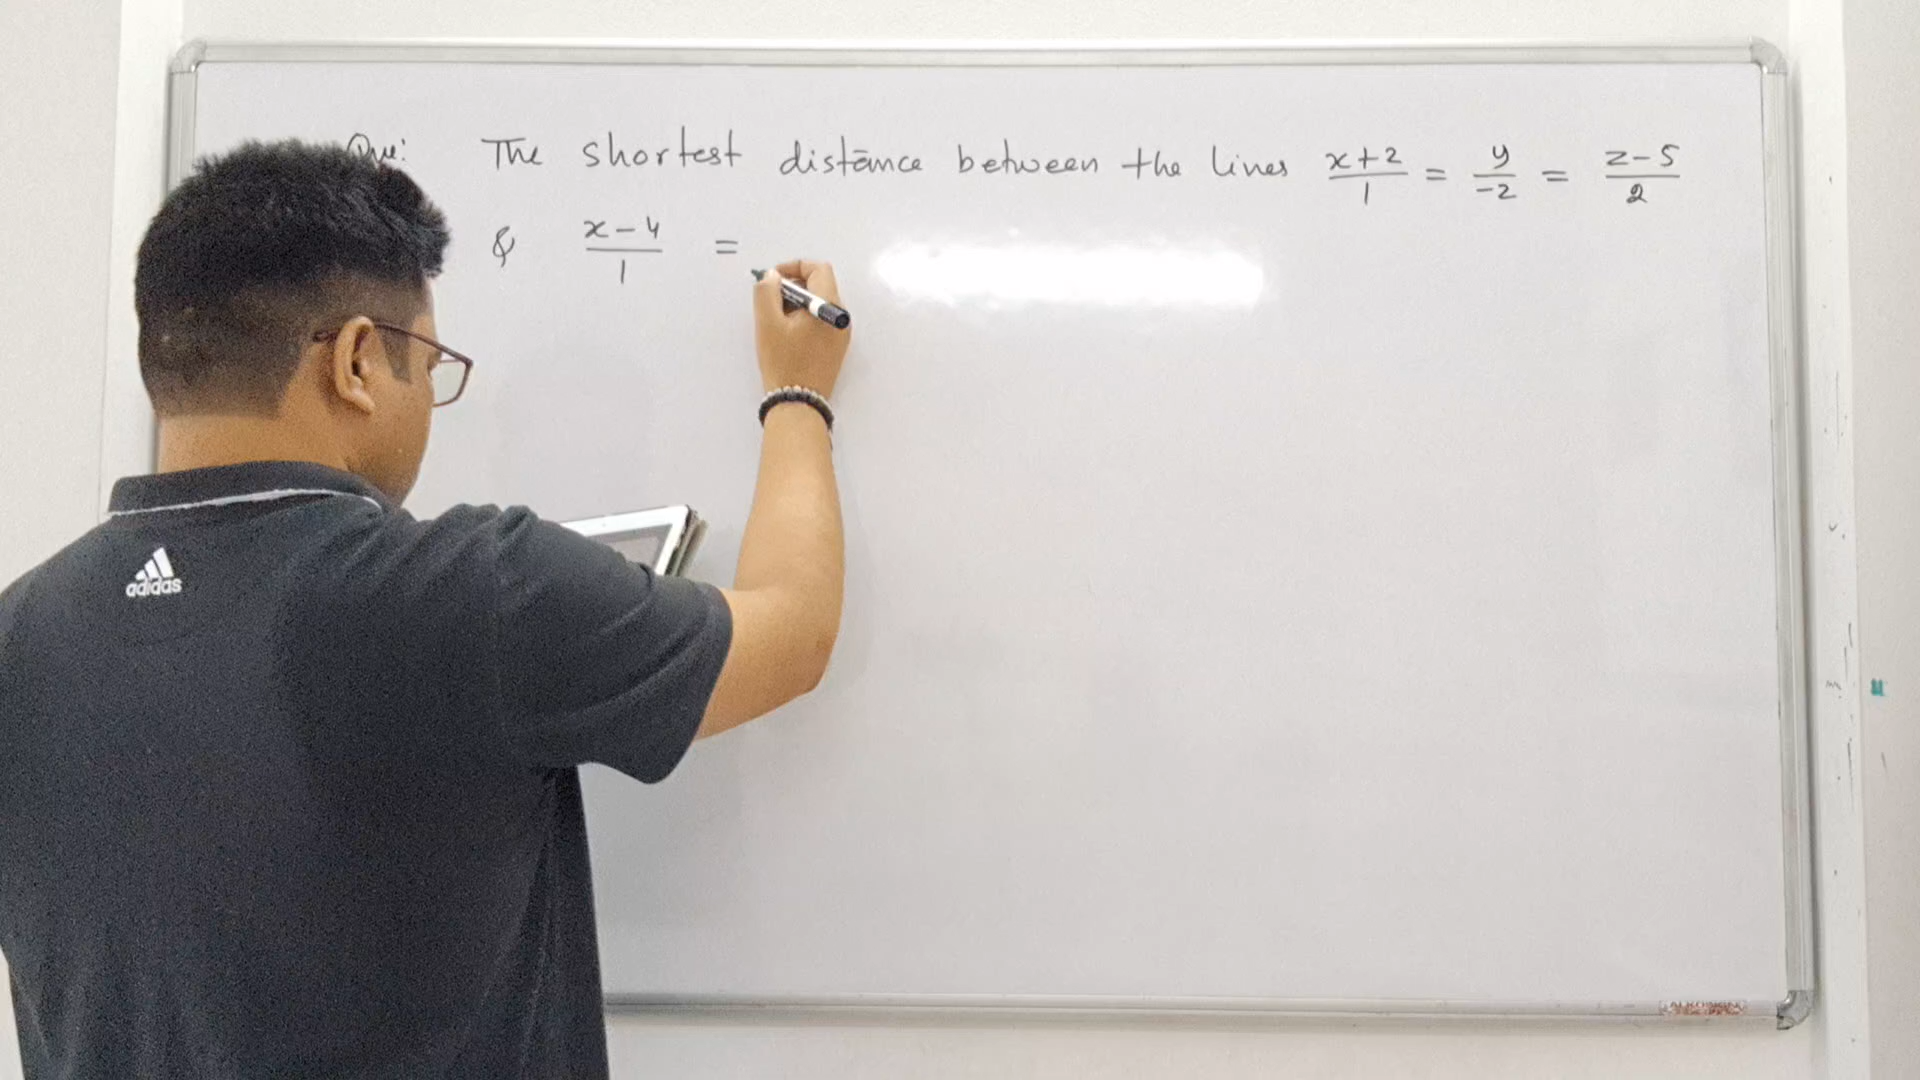 Que: The shortest distance between the lines (x+2)/1 = y/-2 = (z-5)/2
& (x-4)/1 =
adidas